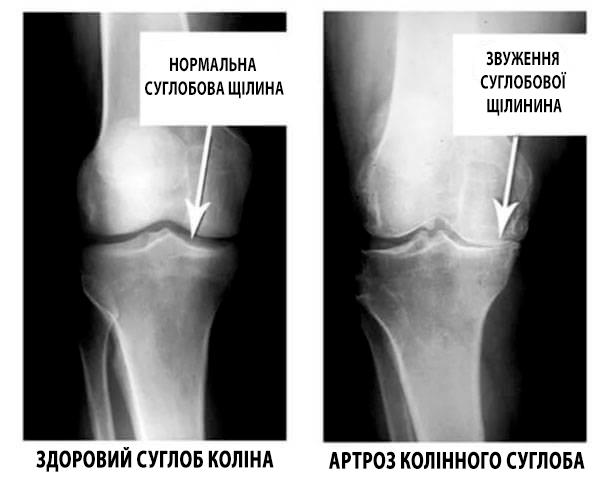 НОРМАЛЬНА
СУГЛОБОВА ЩІЛИНА
ЗВУЖЕННЯ
СУГЛОБОВОЇ
ЩІЛИНИНА
ЗДОРОВИЙ СУГЛОБ КОЛІНА
АРТРОЗ КОЛІННОГО СУГЛОБА